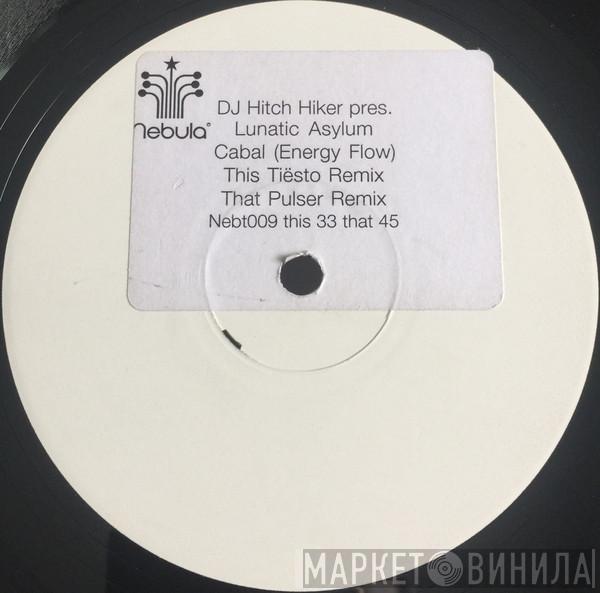 nebula°
DJ Hitch Hiker pres.
Lunatic Asylum
Cabal (Energy Flow)
This Tiësto Remix
That Pulser Remix
Nebt009 this 33 that 45
МАРКЕТ ВИНИЛА